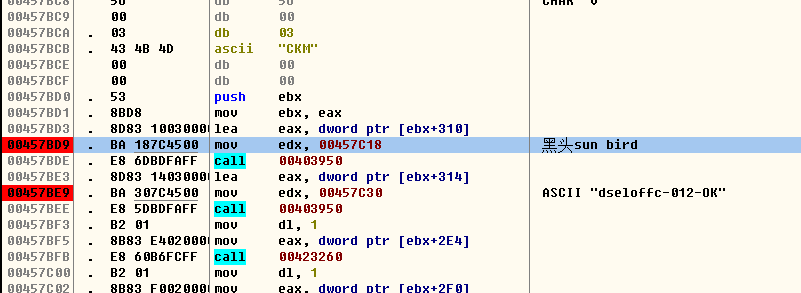 00457BC8 . 56 db 56 CHAR 'V'
00457BC9 00 db 00
00457BCA . 03 db 03
00457BCB . 43 4B 4D ascii "CKM"
00457BCE 00 db 00
00457BCF 00 db 00
00457BD0 . 53 push ebx
00457BD1 . 8BD8 mov ebx, eax
00457BD3 . 8D83 10030000 lea eax, dword ptr [ebx+310]
00457BD9 . BA 187C4500 mov edx, 00457C18 黑头sun bird
00457BDE . E8 6DBDFAFF call 00403950
00457BE3 . 8D83 14030000 lea eax, dword ptr [ebx+314]
00457BE9 . BA 307C4500 mov edx, 00457C30 ASCII "dseloffc-012-OK"
00457BEE . E8 5DBDFAFF call 00403950
00457BF3 . B2 01 mov dl, 1
00457BF5 . 8B83 E4020000 mov eax, dword ptr [ebx+2E4]
00457BFB . E8 60B6FCFF call 00423260
00457C00 . B2 01 mov dl, 1
00457C02 . 8B83 F0020000 mov eax, dword ptr [ebx+2F0]